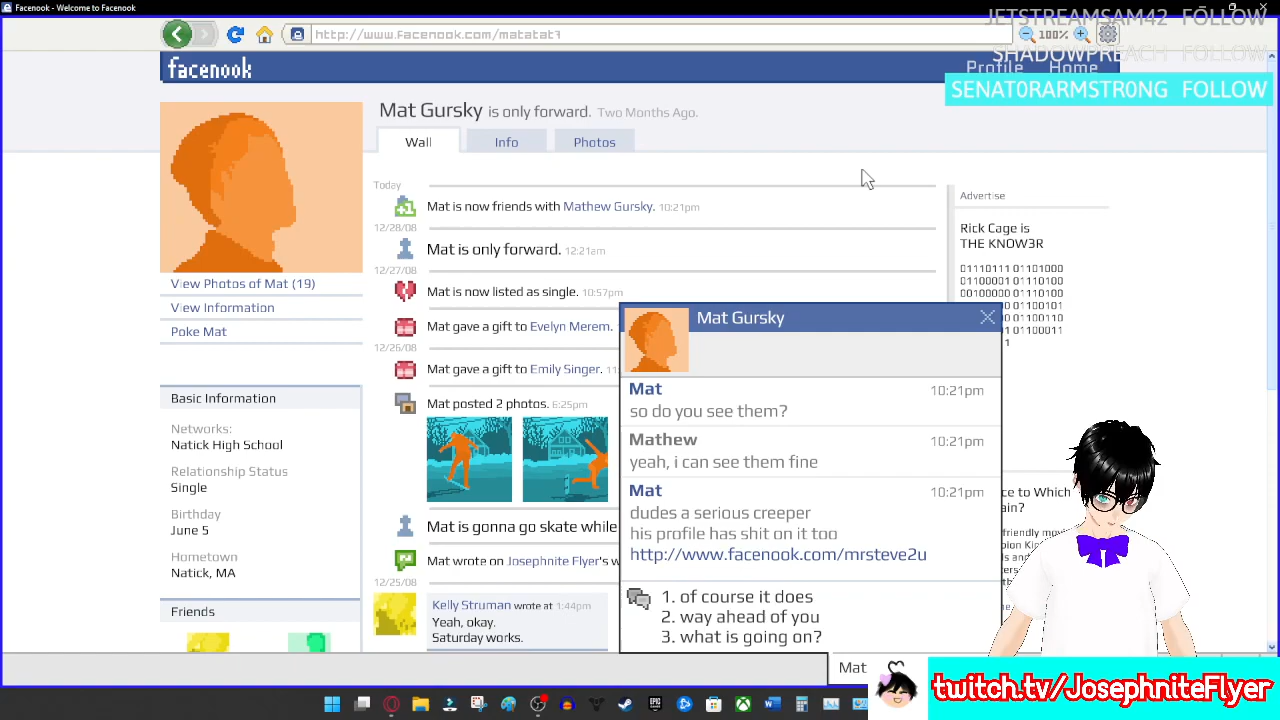 Facenook - Welcome to Facenook
JETSTREAMSAM42 FOLLOW
http://www.facenook.com/matatat?
100%
SHADOWPREACH FOLLOW
facenook
Profile Home
SENAT0RARMSTR0NG FOLLOW
Mat Gursky is only forward. Two Months Ago.
Wall Info Photos
Today
Mat is now friends with Mathew Gursky. 10:21pm
12/28/08
Mat is only forward. 12:21am
12/27/08
Mat is now listed as single. 10:57pm
Mat gave a gift to Evelyn Merem.
12/26/08
Mat gave a gift to Emily Singer.
Mat posted 2 photos. 6:25pm
Mat is gonna go skate while
Mat wrote on Josephnite Flyer's
12/25/08
Kelly Struman wrote at 1:44pm
Yeah, okay.
Saturday works.
View Photos of Mat (19)
View Information
Poke Mat
Basic Information
Networks:
Natick High School
Relationship Status
Single
Birthday
June 5
Hometown
Natick, MA
Friends
Advertise
Rick Cage is
THE KNOW3R
01110111 01101000
01100001 01110100
00100000 01110100
Mat Gursky
Mat 10:21pm
so do you see them?
Mathew 10:21pm
yeah, i can see them fine
Mat 10:21pm
dudes a serious creeper
his profile has shit on it too
http://www.facenook.com/mrsteve2u
1. of course it does
2. way ahead of you
3. what is going on?
Mat
twitch.tv/JosephniteFlyer